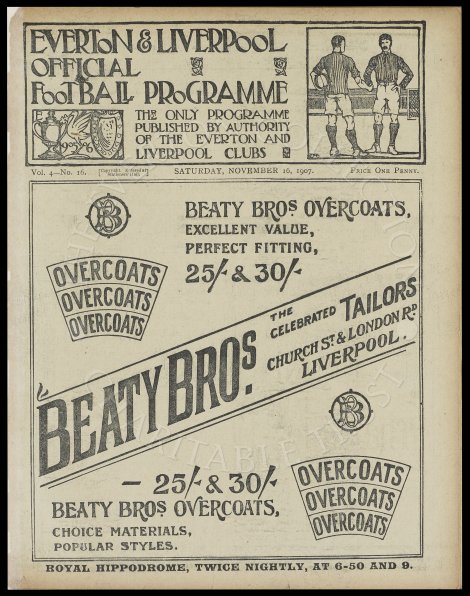 EVERTON & LIVERPOOL
OFFICIAL
FOOTBALL PROGRAMME
THE ONLY PROGRAMME
PUBLISHED BY AUTHORITY
OF THE EVERTON AND
LIVERPOOL CLUBS
Vol. 4—No. 16.
SATURDAY, NOVEMBER 16, 1907.
PRICE ONE PENNY.
BB
BEATY BROS OVERCOATS,
EXCELLENT VALUE,
PERFECT FITTING,
25/- & 30/-
OVERCOATS
OVERCOATS
OVERCOATS
BEATY BROS.
THE
CELEBRATED TAILORS
CHURCH ST & LONDON RD
LIVERPOOL.
BB
— 25/- & 30/-
BEATY BROS OVERCOATS,
CHOICE MATERIALS,
POPULAR STYLES.
OVERCOATS
OVERCOATS
OVERCOATS
ROYAL HIPPODROME, TWICE NIGHTLY, AT 6-50 AND 9.